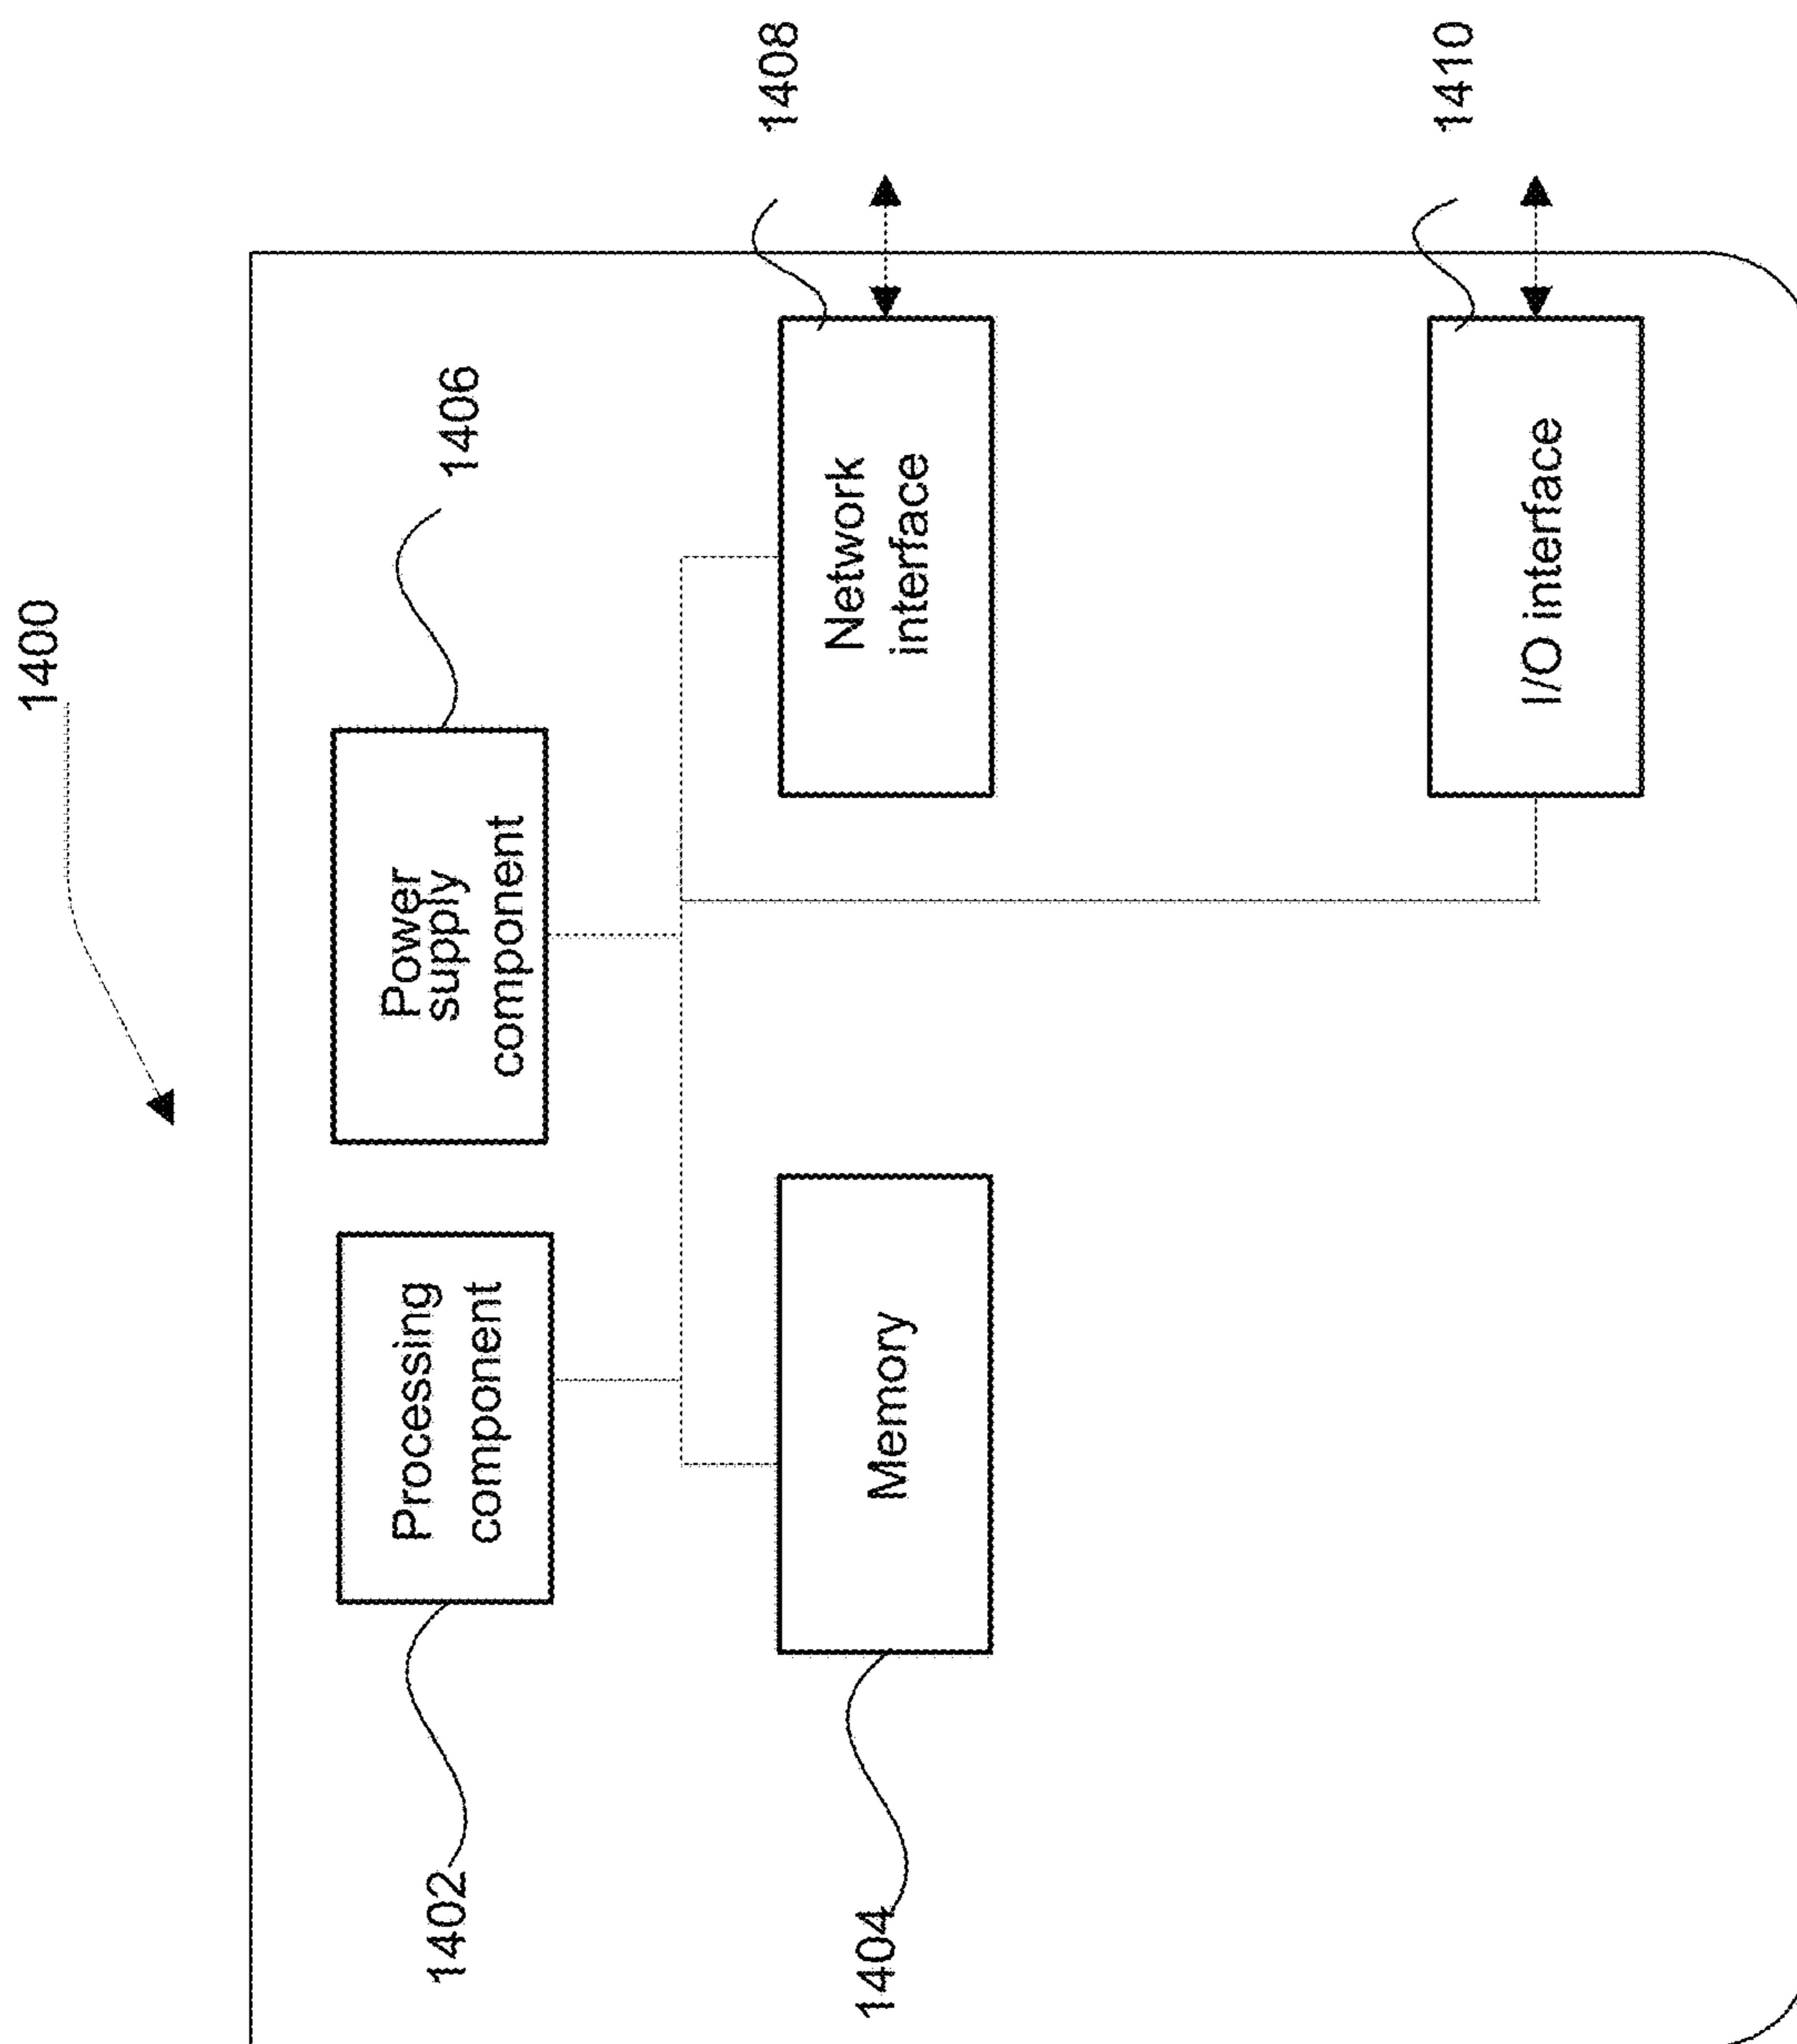 1400
1402
Processing
component
Power
supply
component
1406
1404
Memory
Network
interface
1408
I/O interface
1410